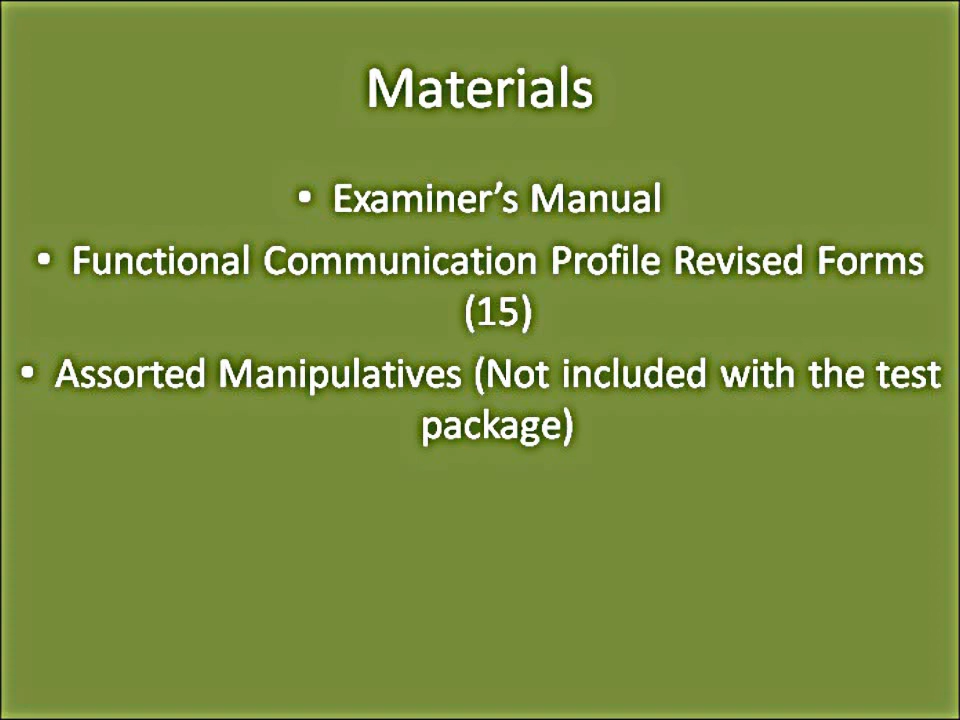 Materials
• Examiner’s Manual
• Functional Communication Profile Revised Forms
(15)
• Assorted Manipulatives (Not included with the test
package)